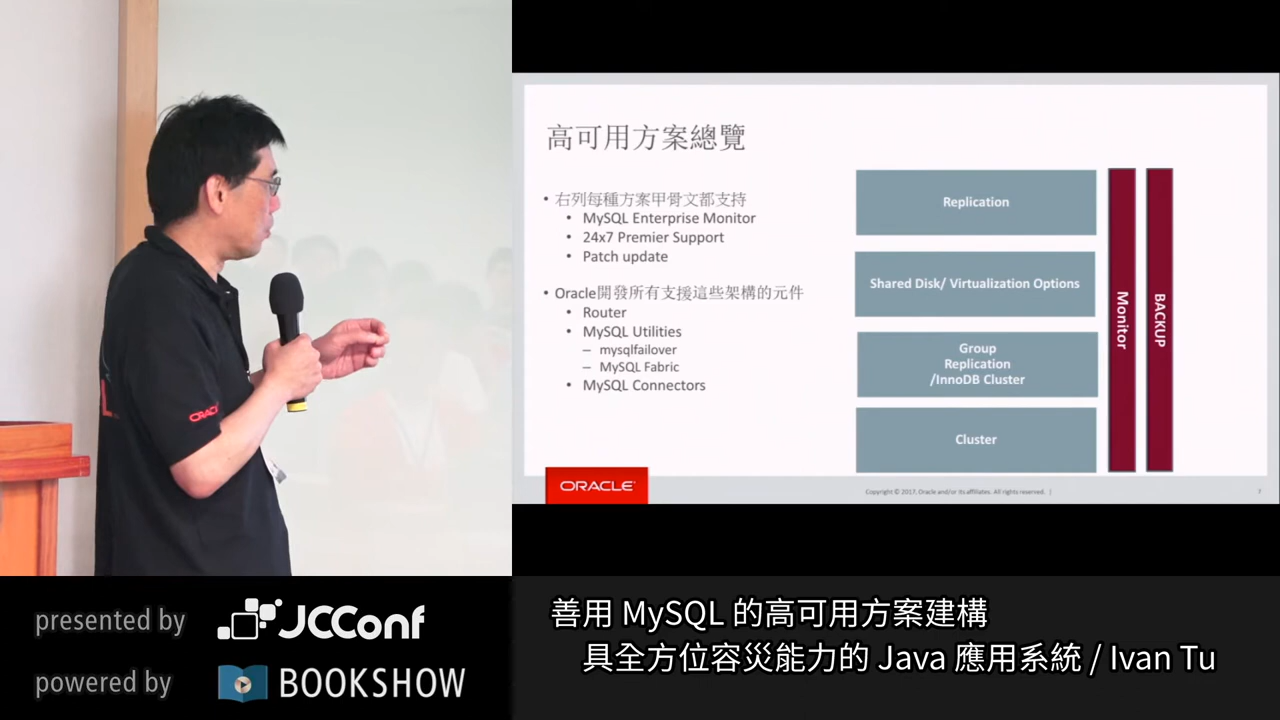 高可用方案總覽
• 右列每種方案甲骨文都支持
• MySQL Enterprise Monitor
• 24x7 Premier Support
• Patch update
• Oracle開發所有支援這些架構的元件
• Router
• MySQL Utilities
– mysqlfailover
– MySQL Fabric
• MySQL Connectors
Replication
Shared Disk/ Virtualization Options
Group
Replication
/InnoDB Cluster
Cluster
Monitor
BACKUP
ORACLE
Copyright © 2017, Oracle and/or its affiliates. All rights reserved. |
ORACLE
presented by JCConf
powered by BOOKSHOW
善用 MySQL 的高可用方案建構
具全方位容災能力的 Java 應用系統 / Ivan Tu